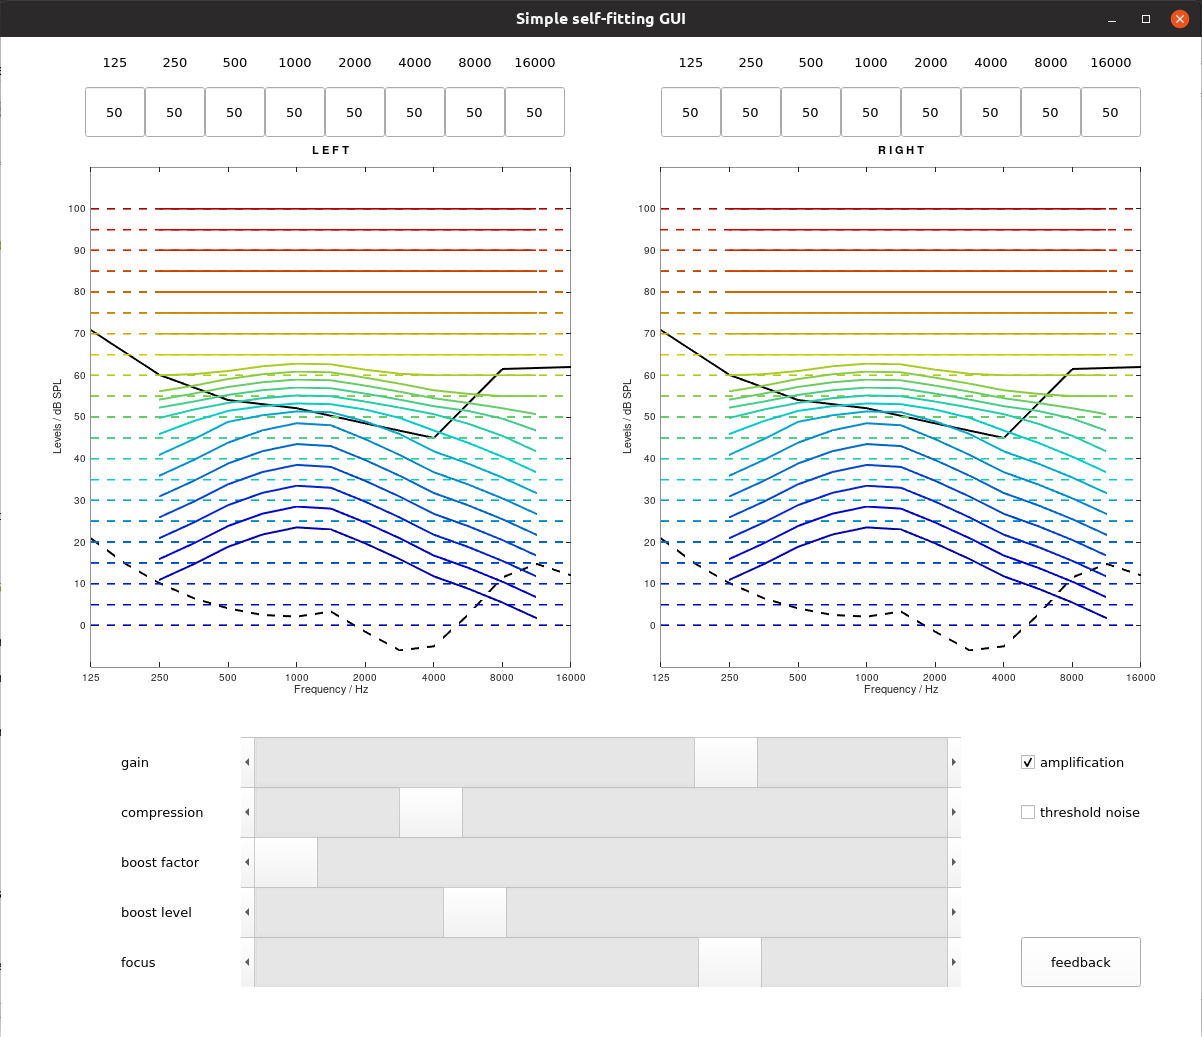 Simple self-fitting GUI
125 250 500 1000 2000 4000 8000 16000 125 250 500 1000 2000 4000 8000 16000
50 50 50 50 50 50 50 50 50 50 50 50 50 50 50 50
LEFT RIGHT
100 100
90 90
80 80
70 70
60 60
50 50
40 40
30 30
20 20
10 10
0 0
Levels / dB SPL Levels / dB SPL
125 250 500 1000 2000 4000 8000 16000 125 250 500 1000 2000 4000 8000 16000
Frequency / Hz Frequency / Hz
gain amplification
compression threshold noise
boost factor
boost level
focus feedback